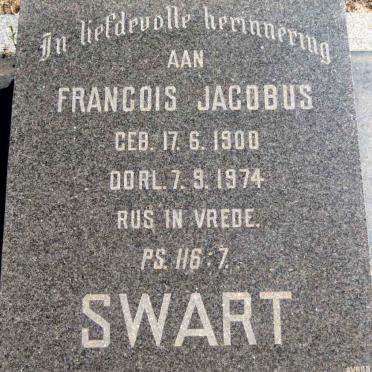 In liefdevolle herinnering
AAN
FRANCOIS JACOBUS
GEB. 17. 6. 1900
OORL. 7. 9. 1974
RUS IN VREDE.
PS. 116 : 7.
SWART